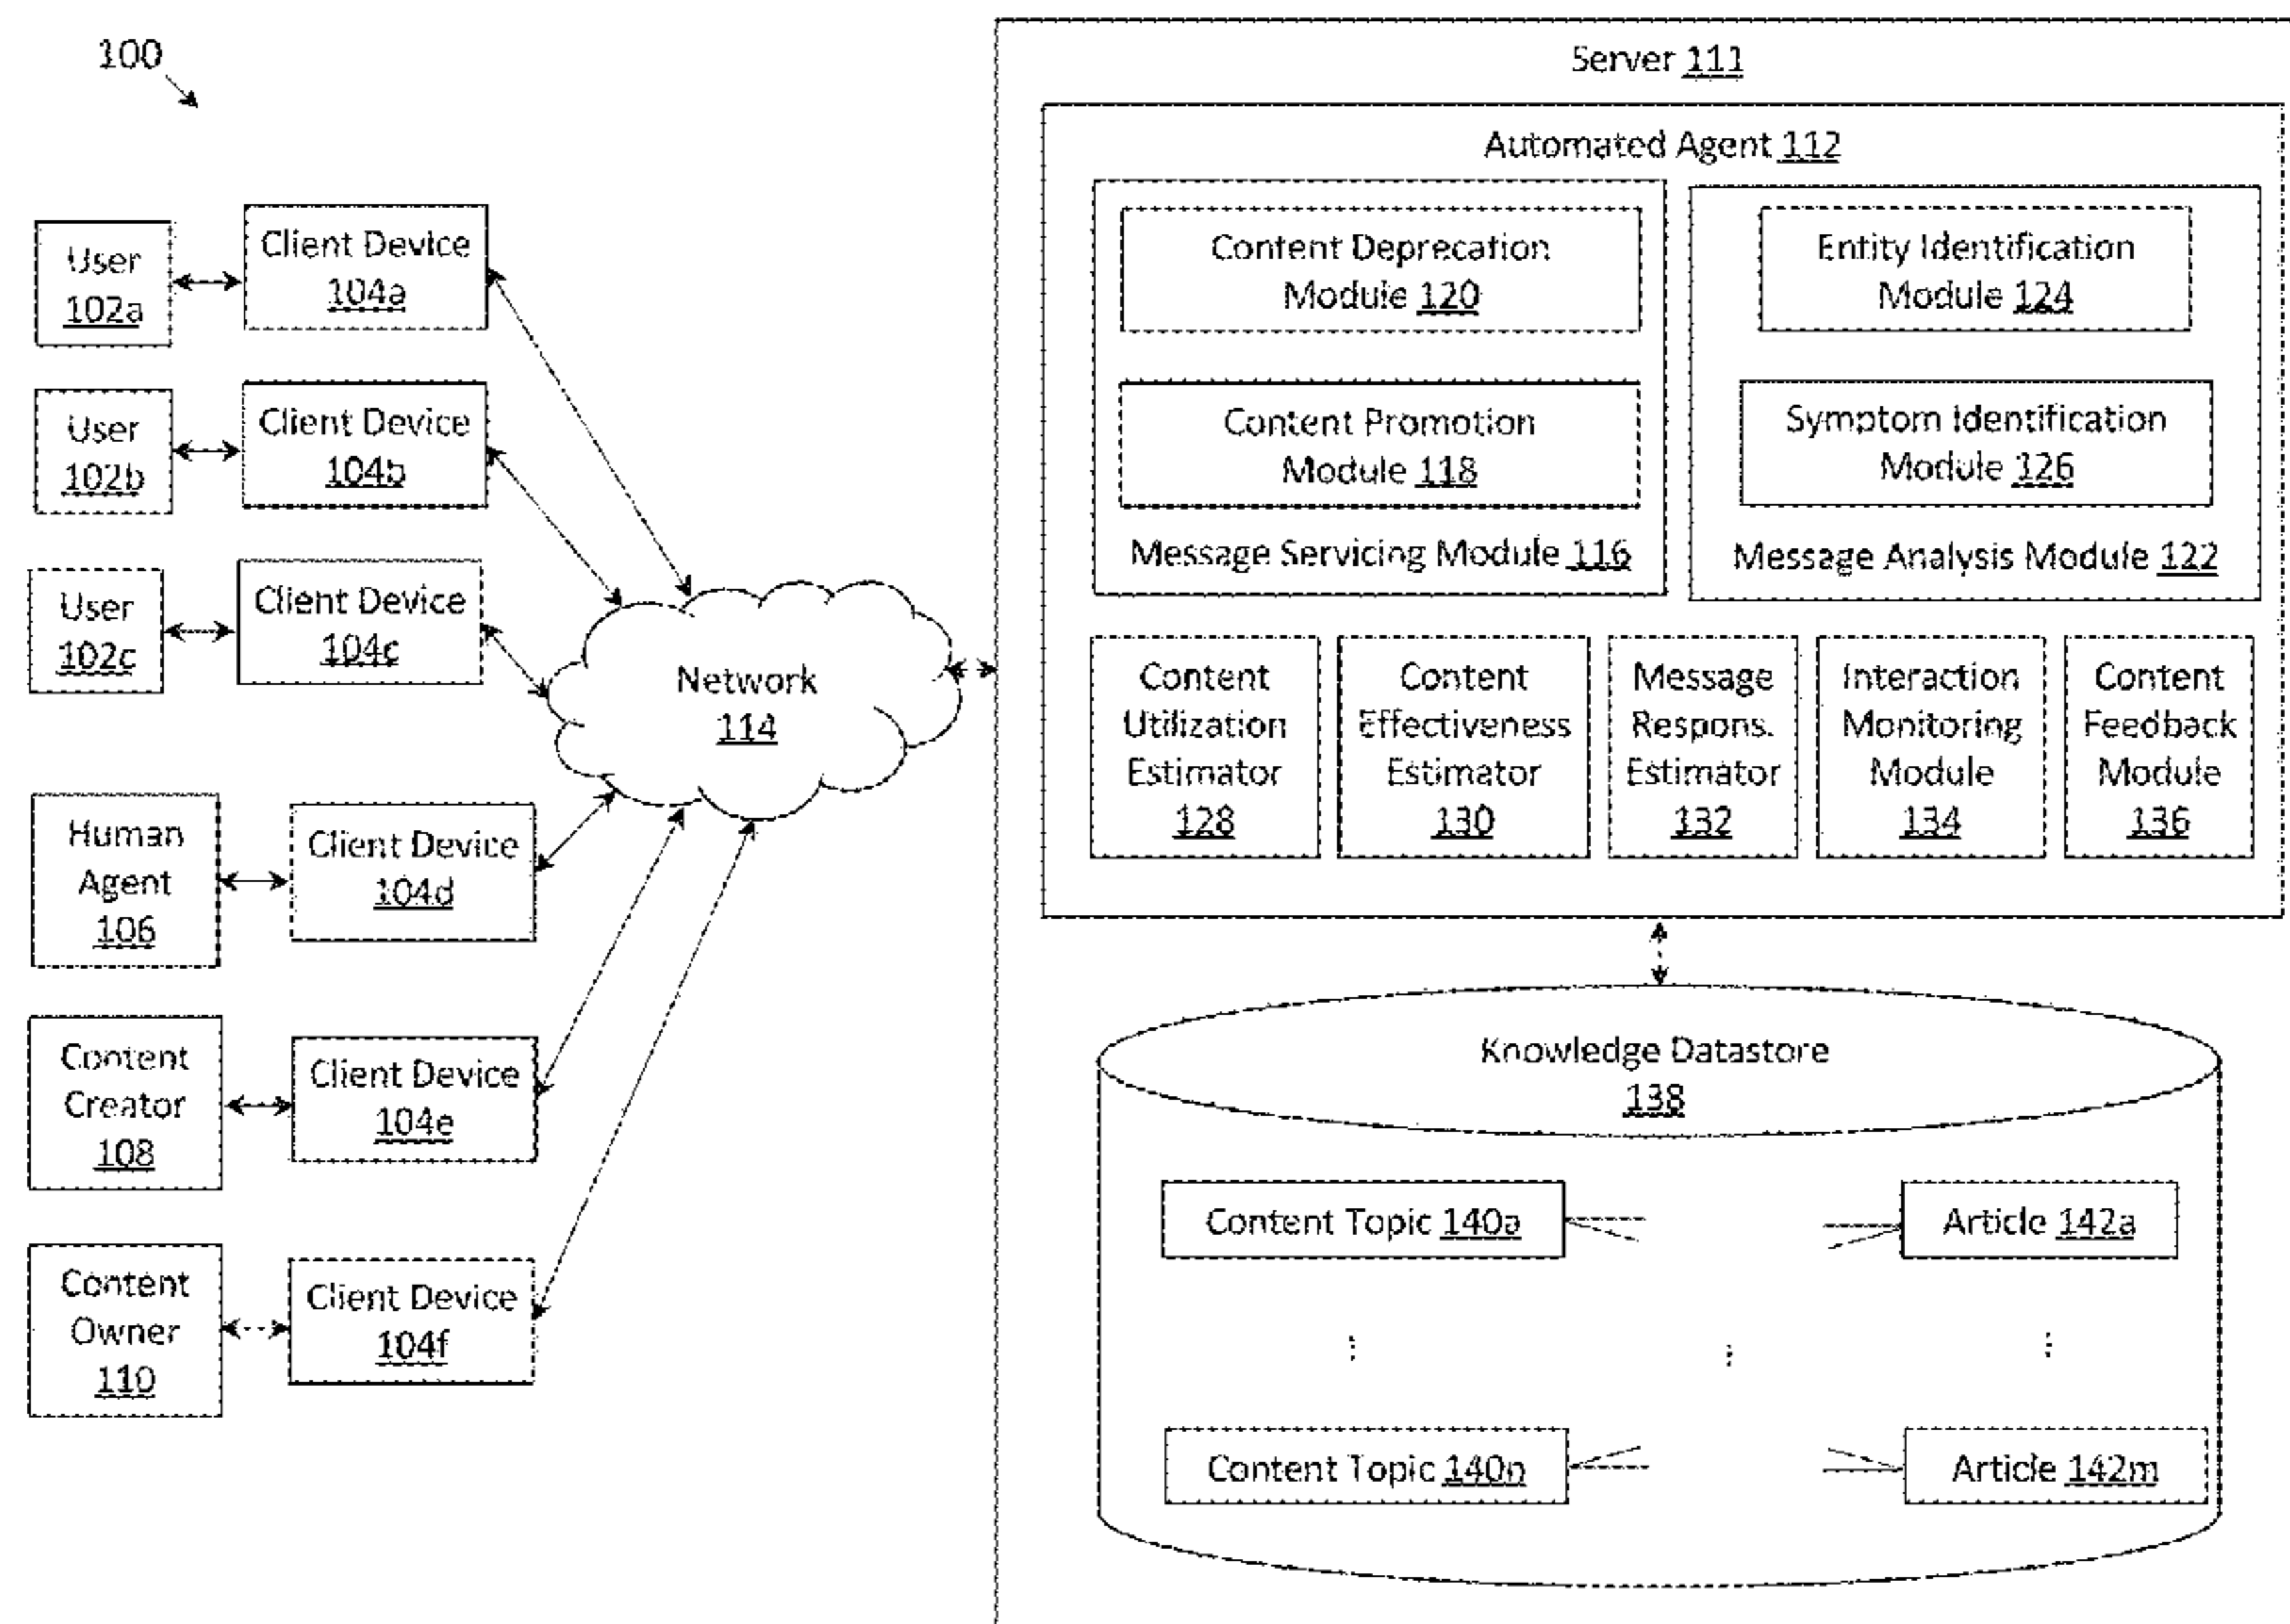 100
Server 111
Automated Agent 112
Content Deprecation
Module 120
Content Promotion
Module 118
Message Servicing Module 116
Entity Identification
Module 124
Symptom Identification
Module 126
Message Analysis Module 122
Content
Utilization
Estimator
128
Content
Effectiveness
Estimator
130
Message
Respons.
Estimator
132
Interaction
Monitoring
Module
134
Content
Feedback
Module
136
User
102a
Client Device
104a
User
102b
Client Device
104b
User
102c
Client Device
104c
Network
114
Human
Agent
106
Client Device
104d
Content
Creator
108
Client Device
104e
Content
Owner
110
Client Device
104f
Knowledge Datastore
138
Content Topic 140a
Article 142a
⋮
⋮
⋮
Content Topic 140n
Article 142m